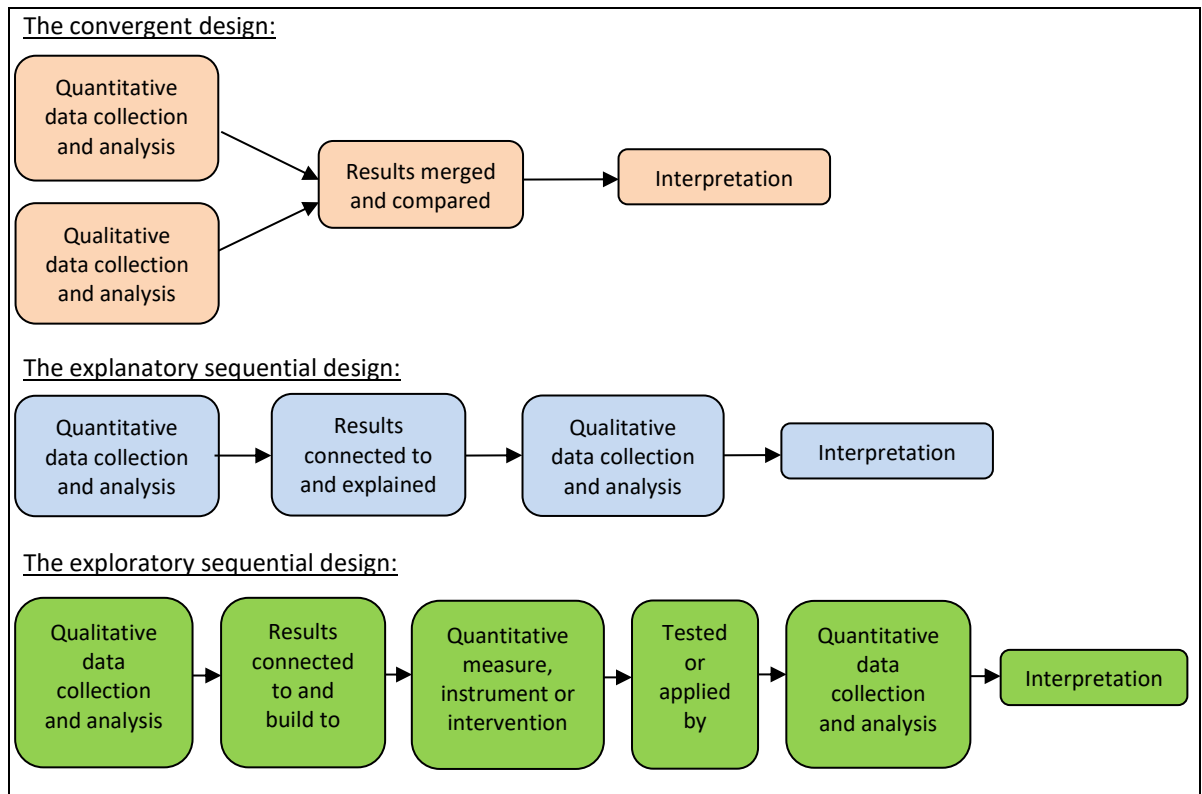 The convergent design:
Quantitative
data collection
and analysis
Results merged
and compared
Interpretation
Qualitative
data collection
and analysis
The explanatory sequential design:
Quantitative
data collection
and analysis
Results
connected to
and explained
Qualitative
data collection
and analysis
Interpretation
The exploratory sequential design:
Qualitative
data
collection
and analysis
Results
connected
to and
build to
Quantitative
measure,
instrument or
intervention
Tested
or
applied
by
Quantitative
data
collection
and analysis
Interpretation